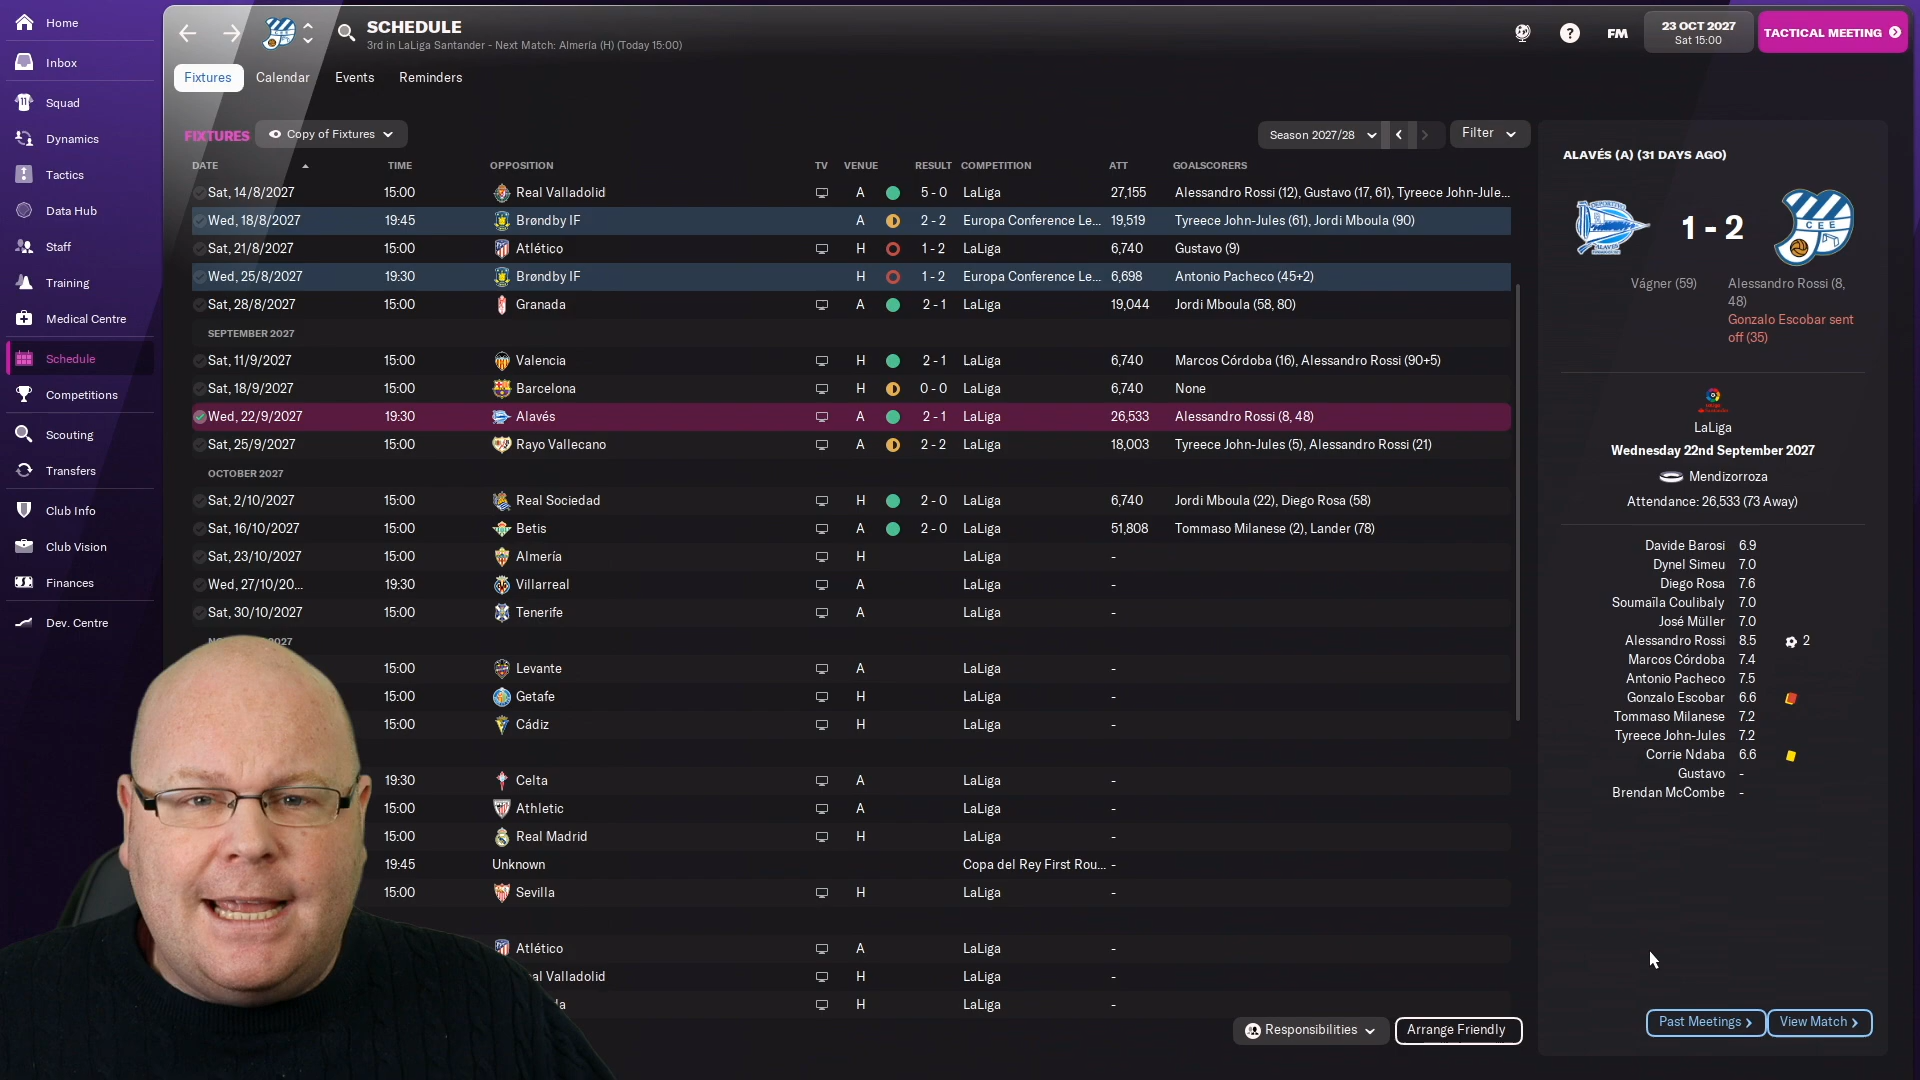 Home
Inbox
Squad
Dynamics
Tactics
Data Hub
Staff
Training
Medical Centre
Schedule
Competitions
Scouting
Transfers
Club Info
Club Vision
Finances
Dev. Centre
SCHEDULE
3rd in LaLiga Santander - Next Match: Almería (H) (Today 15:00)
FM
23 OCT 2027
Sat 15:00
TACTICAL MEETING
Fixtures Calendar Events Reminders
FIXTURES Copy of Fixtures Season 2027/28 Filter
DATE TIME OPPOSITION TV VENUE RESULT COMPETITION ATT GOALSCORERS
Sat, 14/8/2027 15:00 Real Valladolid A 5 - 0 LaLiga 27,155 Alessandro Rossi (12), Gustavo (17, 61), Tyreece John-Jule...
Wed, 18/8/2027 19:45 Brøndby IF A 2 - 2 Europa Conference Le... 19,519 Tyreece John-Jules (61), Jordi Mboula (90)
Sat, 21/8/2027 15:00 Atlético H 1 - 2 LaLiga 6,740 Gustavo (9)
Wed, 25/8/2027 19:30 Brøndby IF H 1 - 2 Europa Conference Le... 6,698 Antonio Pacheco (45+2)
Sat, 28/8/2027 15:00 Granada A 2 - 1 LaLiga 19,044 Jordi Mboula (58, 80)
SEPTEMBER 2027
Sat, 11/9/2027 15:00 Valencia H 2 - 1 LaLiga 6,740 Marcos Córdoba (16), Alessandro Rossi (90+5)
Sat, 18/9/2027 15:00 Barcelona H 0 - 0 LaLiga 6,740 None
Wed, 22/9/2027 19:30 Alavés A 2 - 1 LaLiga 26,533 Alessandro Rossi (8, 48)
Sat, 25/9/2027 15:00 Rayo Vallecano A 2 - 2 LaLiga 18,003 Tyreece John-Jules (5), Alessandro Rossi (21)
OCTOBER 2027
Sat, 2/10/2027 15:00 Real Sociedad H 2 - 0 LaLiga 6,740 Jordi Mboula (22), Diego Rosa (58)
Sat, 16/10/2027 15:00 Betis A 2 - 0 LaLiga 51,808 Tommaso Milanese (2), Lander (78)
Sat, 23/10/2027 15:00 Almería H LaLiga -
Wed, 27/10/20... 19:30 Villarreal A LaLiga -
Sat, 30/10/2027 15:00 Tenerife A LaLiga -
2027
15:00 Levante A LaLiga -
15:00 Getafe H LaLiga -
15:00 Cádiz H LaLiga -
19:30 Celta A LaLiga -
15:00 Athletic A LaLiga -
15:00 Real Madrid H LaLiga -
19:45 Unknown Copa del Rey First Rou... -
15:00 Sevilla H LaLiga -
Atlético A LaLiga -
al Valladolid H LaLiga -
da H LaLiga -
Responsibilities Arrange Friendly
ALAVÉS (A) (31 DAYS AGO)
1 - 2
CEE
Vágner (59)
Alessandro Rossi (8,
48)
Gonzalo Escobar sent
off (35)
LaLiga
Wednesday 22nd September 2027
Mendizorroza
Attendance: 26,533 (73 Away)
Davide Barosi 6.9
Dynel Simeu 7.0
Diego Rosa 7.6
Soumaïla Coulibaly 7.0
José Müller 7.0
Alessandro Rossi 8.5 2
Marcos Córdoba 7.4
Antonio Pacheco 7.5
Gonzalo Escobar 6.6
Tommaso Milanese 7.2
Tyreece John-Jules 7.2
Corrie Ndaba 6.6
Gustavo -
Brendan McCombe -
Past Meetings View Match